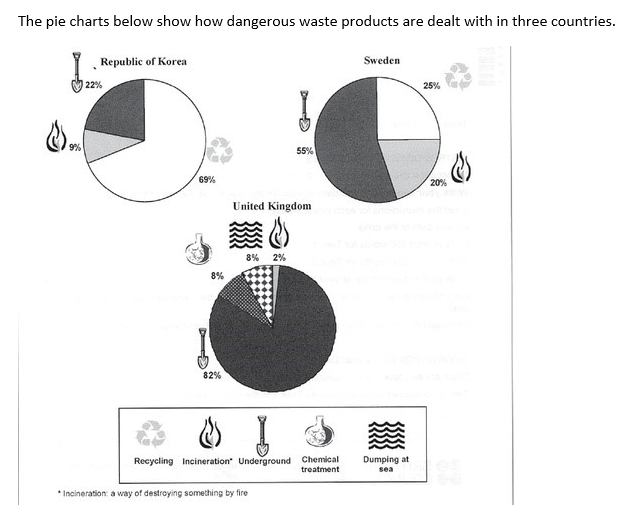 The pie charts below show how dangerous waste products are dealt with in three countries.
Republic of Korea
Sweden
22%
25%
9%
55%
69%
20%
United Kingdom
8% 2%
8%
82%
Recycling Incineration* Underground Chemical treatment Dumping at sea
* Incineration: a way of destroying something by fire